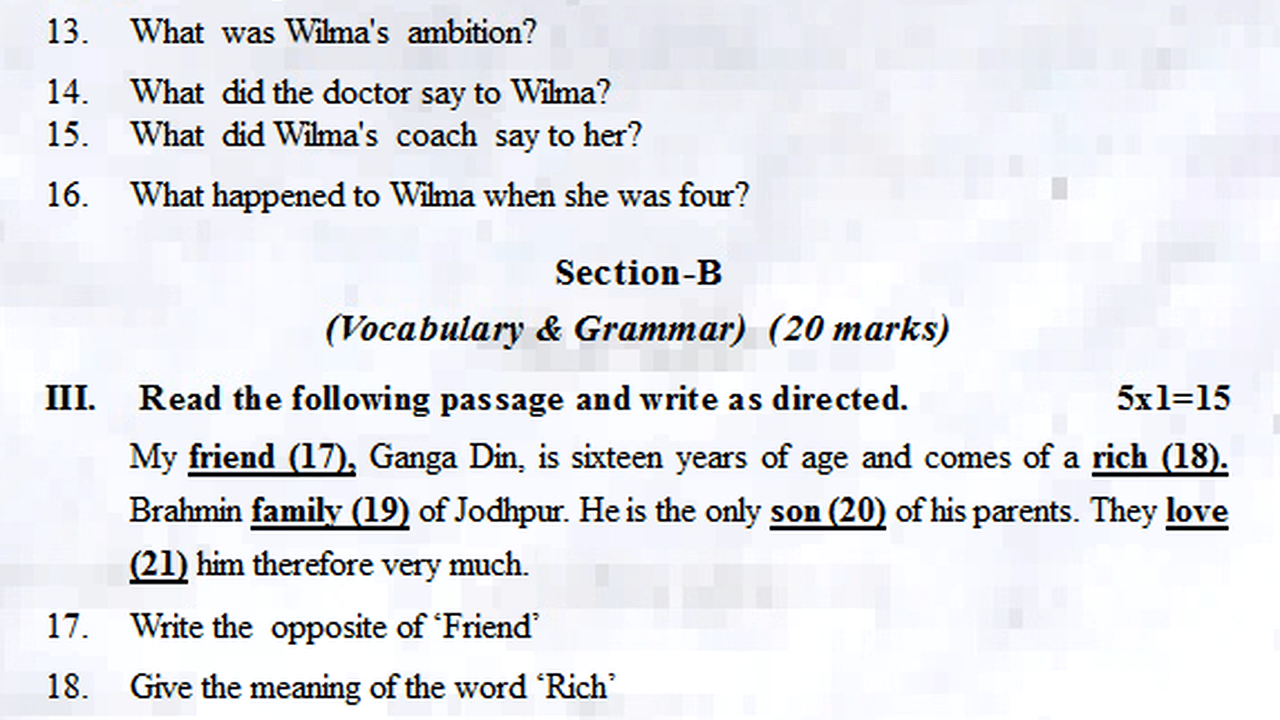 13. What was Wilma's ambition?
14. What did the doctor say to Wilma?
15. What did Wilma's coach say to her?
16. What happened to Wilma when she was four?
Section-B
(Vocabulary & Grammar) (20 marks)
III. Read the following passage and write as directed. 5x1=15
My friend (17), Ganga Din, is sixteen years of age and comes of a rich (18).
Brahmin family (19) of Jodhpur. He is the only son (20) of his parents. They love
(21) him therefore very much.
17. Write the opposite of ‘Friend’
18. Give the meaning of the word ‘Rich’